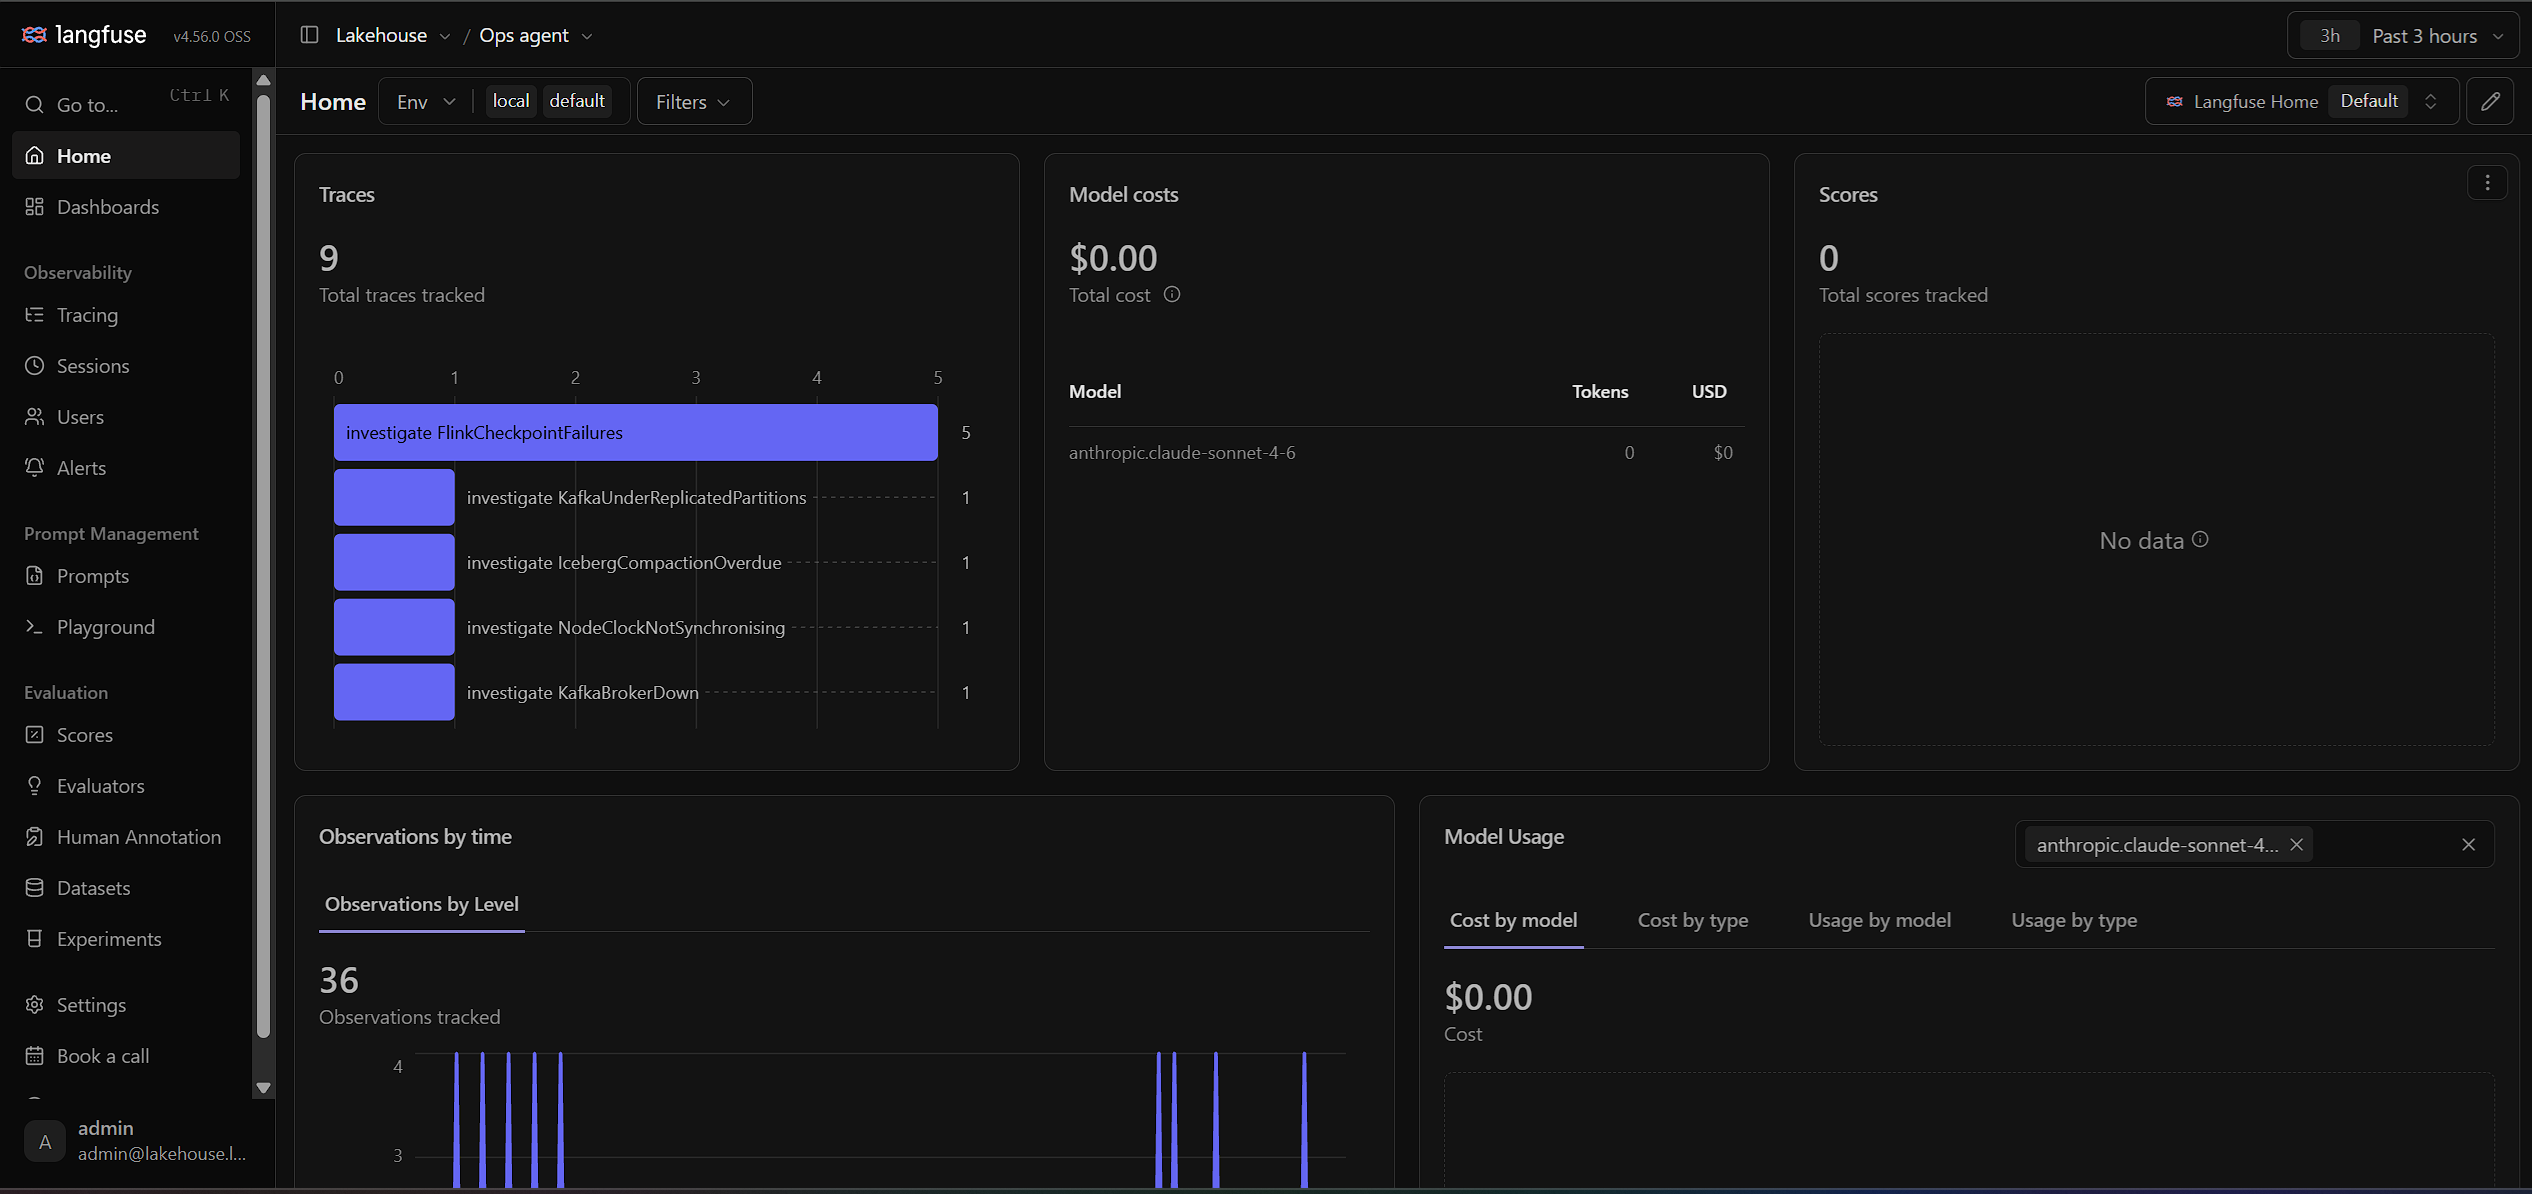 langfuse v4.56.0 OSS
Lakehouse / Ops agent
3h Past 3 hours
Go to... Ctrl K
Home
Dashboards
Observability
Tracing
Sessions
Users
Alerts
Prompt Management
Prompts
Playground
Evaluation
Scores
Evaluators
Human Annotation
Datasets
Experiments
Settings
Book a call
A
admin
admin@lakehouse.l...
Home Env local default Filters
Langfuse Home Default
Traces
9
Total traces tracked
0 1 2 3 4 5
investigate FlinkCheckpointFailures 5
investigate KafkaUnderReplicatedPartitions 1
investigate IcebergCompactionOverdue 1
investigate NodeClockNotSynchronising 1
investigate KafkaBrokerDown 1
Model costs
$0.00
Total cost
Model Tokens USD
anthropic.claude-sonnet-4-6 0 $0
Scores
0
Total scores tracked
No data
Observations by time
Observations by Level
36
Observations tracked
4
3
Model Usage
anthropic.claude-sonnet-4...
Cost by model Cost by type Usage by model Usage by type
$0.00
Cost